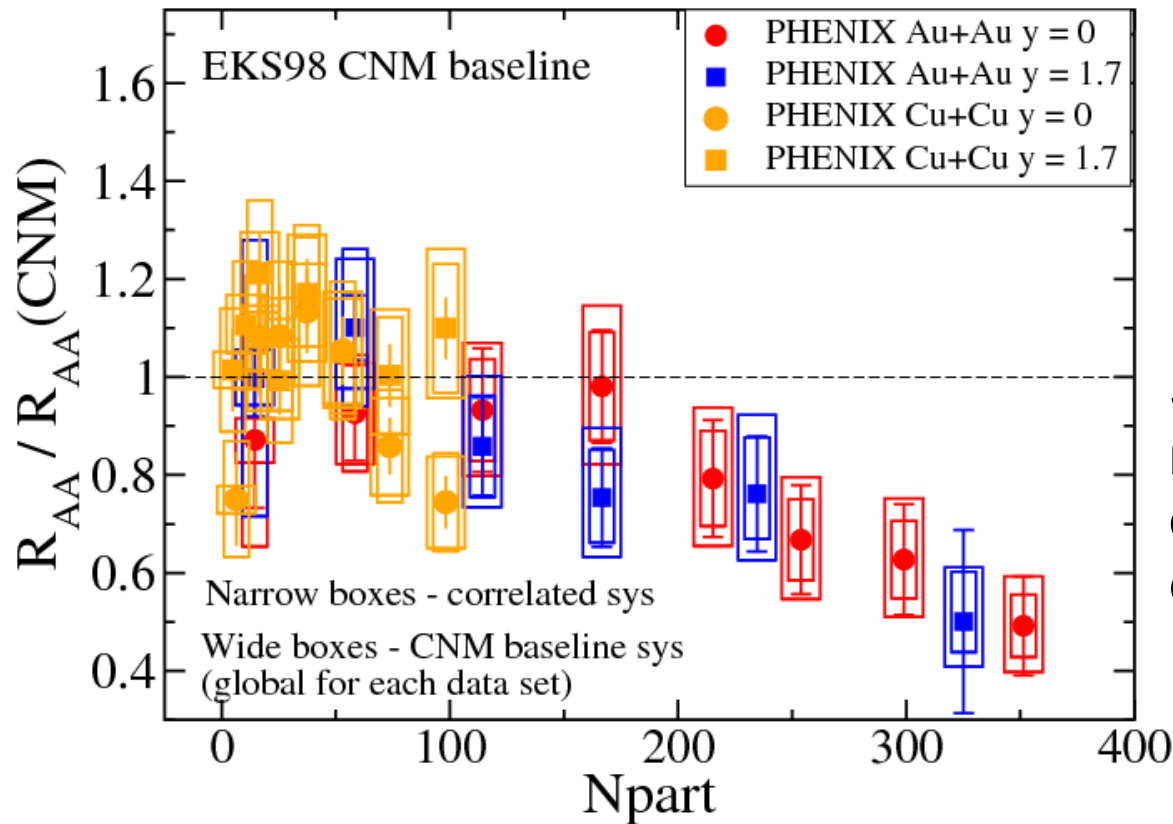 EKS98 CNM baseline
PHENIX Au+Au y = 0
PHENIX Au+Au y = 1.7
PHENIX Cu+Cu y = 0
PHENIX Cu+Cu y = 1.7
R_AA / R_AA(CNM)
1.6
1.4
1.2
1
0.8
0.6
0.4
Narrow boxes - correlated sys
Wide boxes - CNM baseline sys
(global for each data set)
0
100
200
300
400
Npart